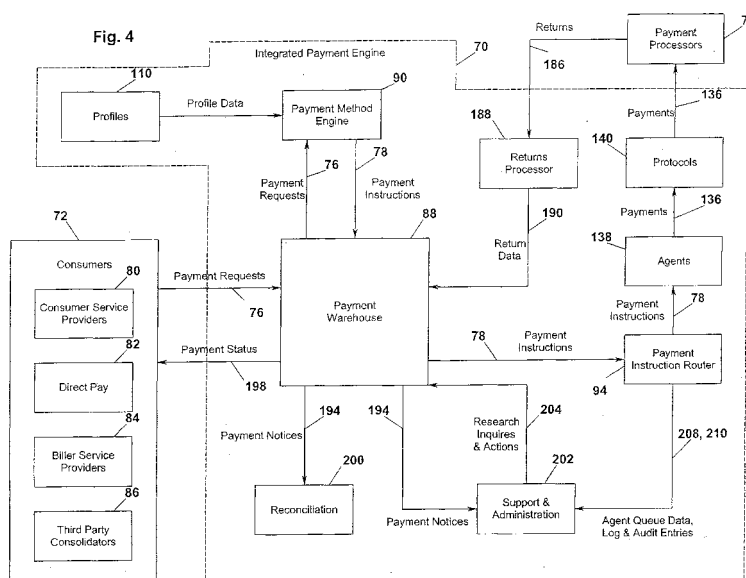 Fig. 4
Integrated Payment Engine
70
Returns
186
Payment
Processors
110
Profiles
Profile Data
90
Payment Method
Engine
188
Returns
Processor
136
Payments
140
Protocols
76
Payment
Requests
78
Payment
Instructions
190
Return
Data
136
Payments
138
Agents
72
Consumers
80
Consumer Service
Providers
82
Direct Pay
84
Biller Service
Providers
86
Third Party
Consolidators
88
Payment
Warehouse
Payment Requests
76
Payment Status
198
78
Payment
Instructions
78
Payment
Instructions
Payment
Instruction Router
94
194
Payment Notices
194
Payment Notices
204
Research
Inquires
& Actions
208, 210
200
Reconciliation
202
Support &
Administration
Agent Queue Data,
Log & Audit Entries